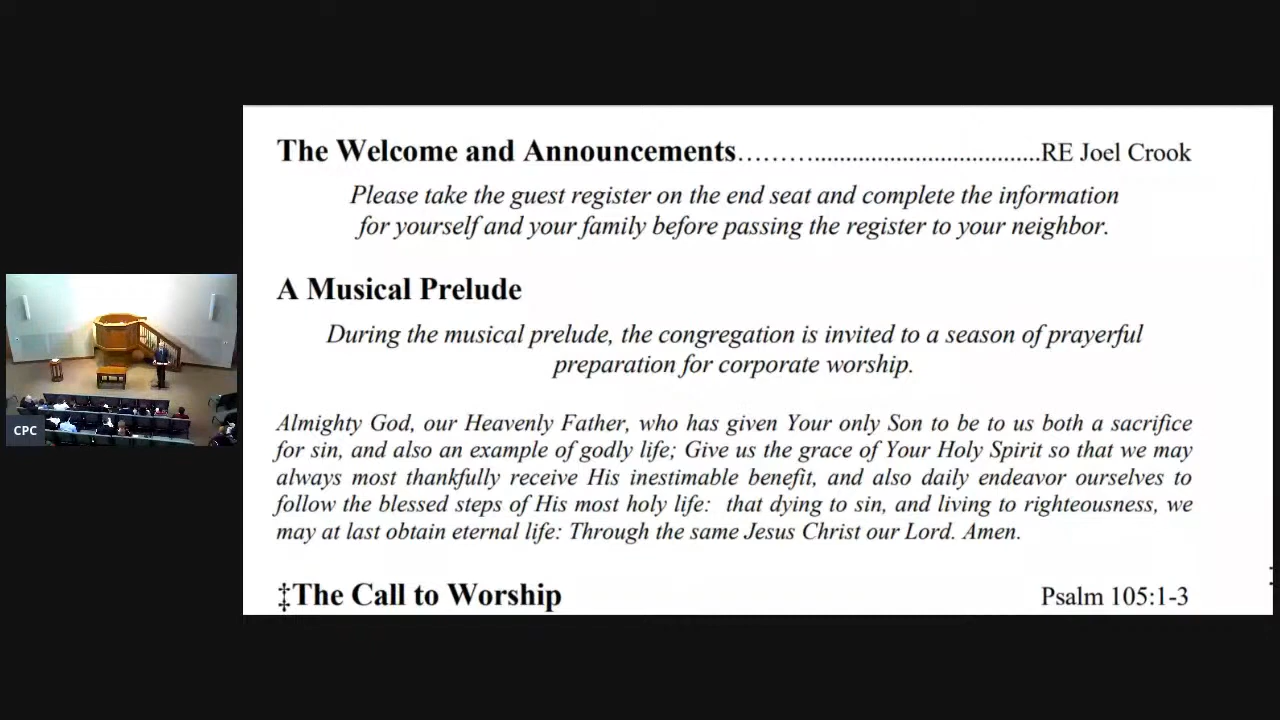 The Welcome and Announcements.............................................RE Joel Crook
Please take the guest register on the end seat and complete the information
for yourself and your family before passing the register to your neighbor.
A Musical Prelude
During the musical prelude, the congregation is invited to a season of prayerful
preparation for corporate worship.
Almighty God, our Heavenly Father, who has given Your only Son to be to us both a sacrifice
for sin, and also an example of godly life; Give us the grace of Your Holy Spirit so that we may
always most thankfully receive His inestimable benefit, and also daily endeavor ourselves to
follow the blessed steps of His most holy life: that dying to sin, and living to righteousness, we
may at last obtain eternal life: Through the same Jesus Christ our Lord. Amen.
‡The Call to Worship Psalm 105:1-3
CPC